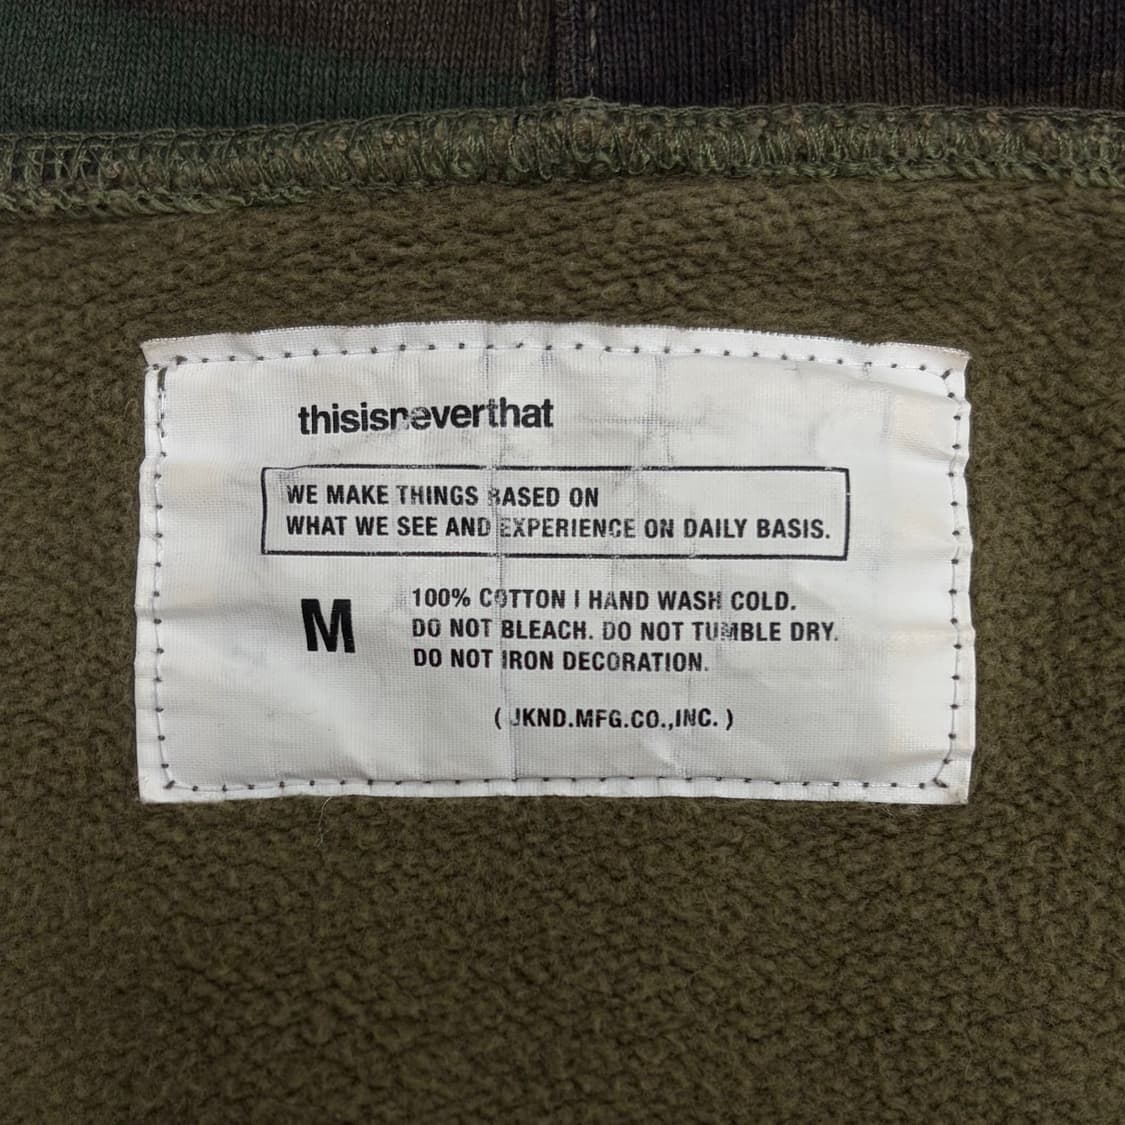 thisisneverthat
WE MAKE THINGS BASED ON
WHAT WE SEE AND EXPERIENCE ON DAILY BASIS.
M
100% COTTON | HAND WASH COLD.
DO NOT BLEACH. DO NOT TUMBLE DRY.
DO NOT IRON DECORATION.
( JKND.MFG.CO.,INC. )